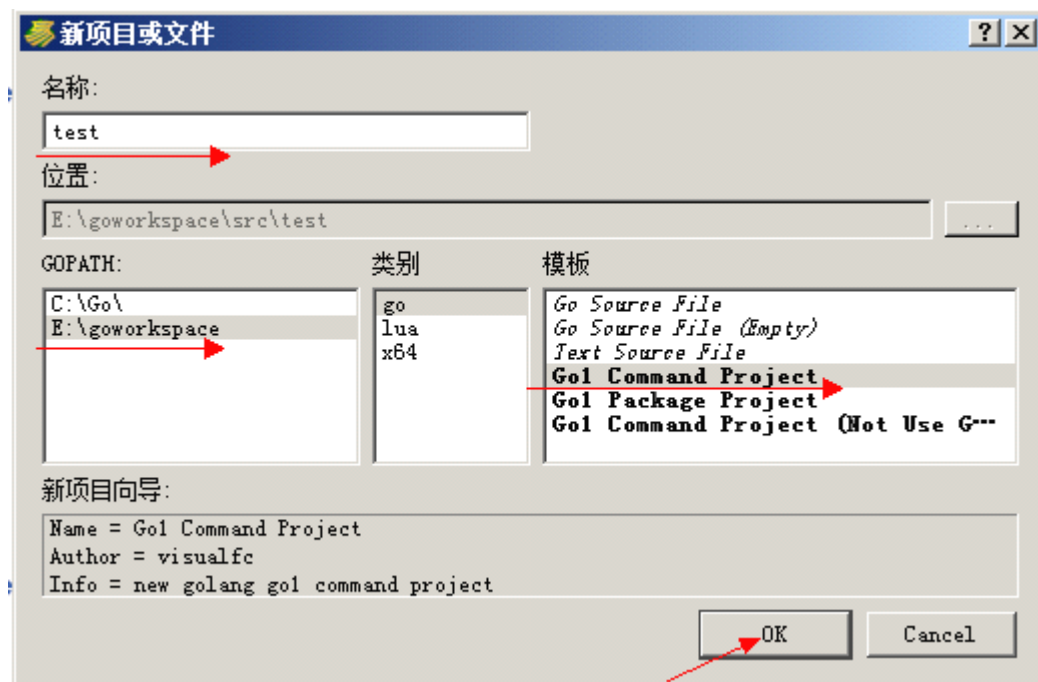 新项目或文件
名称:
test
位置:
E:\goworkspace\src\test
...
GOPATH:
C:\Go\
E:\goworkspace
类别
go
lua
x64
模板
Go Source File
Go Source File (Empty)
Text Source File
Go1 Command Project
Go1 Package Project
Go1 Command Project (Not Use G…
新项目向导:
Name = Go1 Command Project
Author = visualfc
Info = new golang go1 command project
OK
Cancel